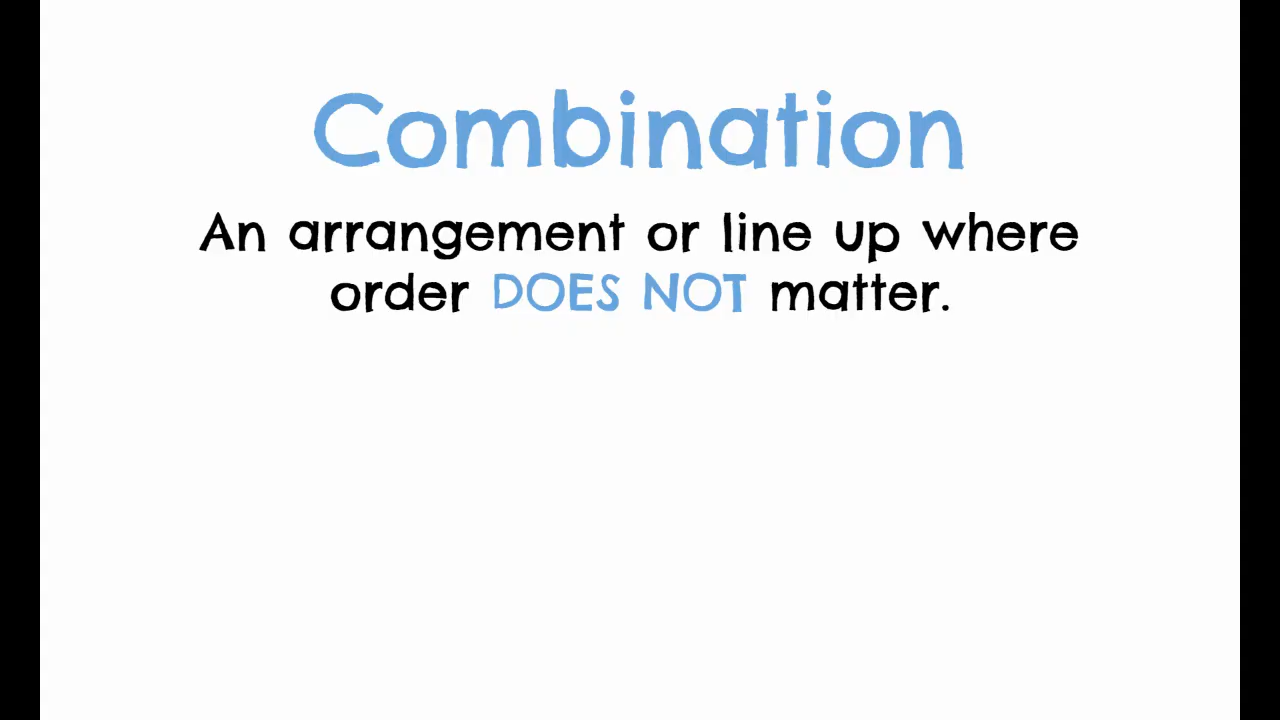 Combination
An arrangement or line up where
order DOES NOT matter.